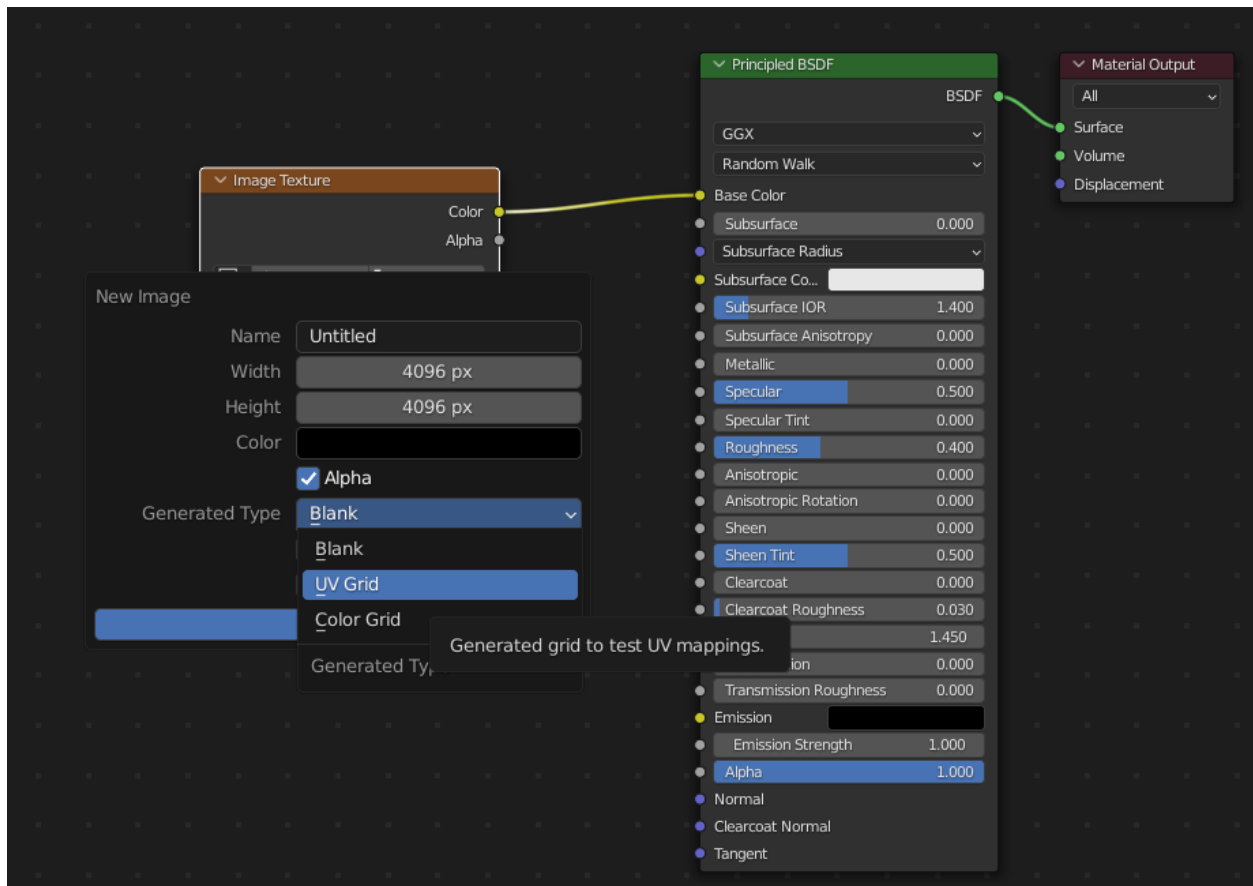 Image Texture
Color
Alpha
New Image
Name Untitled
Width 4096 px
Height 4096 px
Color
Alpha
Generated Type Blank
Blank
UV Grid
Color Grid
Generated
Generated grid to test UV mappings.
Principled BSDF
BSDF
GGX
Random Walk
Base Color
Subsurface 0.000
Subsurface Radius
Subsurface Co...
Subsurface IOR 1.400
Subsurface Anisotropy 0.000
Metallic 0.000
Specular 0.500
Specular Tint 0.000
Roughness 0.400
Anisotropic 0.000
Anisotropic Rotation 0.000
Sheen 0.000
Sheen Tint 0.500
Clearcoat 0.000
Clearcoat Roughness 0.030
1.450
ion 0.000
Transmission Roughness 0.000
Emission
Emission Strength 1.000
Alpha 1.000
Normal
Clearcoat Normal
Tangent
Material Output
All
Surface
Volume
Displacement